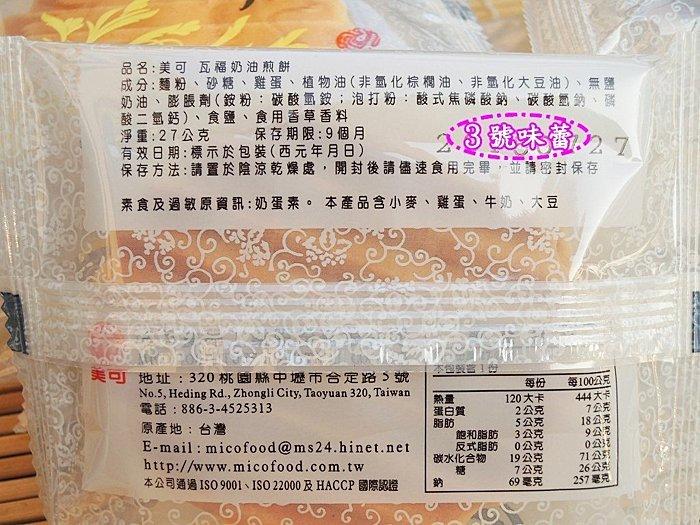 品名:美可 瓦福奶油煎餅
成分:麵粉、砂糖、雞蛋、植物油(非氫化棕櫚油、非氫化大豆油)、無鹽
奶油、膨脹劑(銨粉:碳酸氫銨;泡打粉:酸式焦磷酸鈉、碳酸氫鈉、磷
酸二氫鈣)、食鹽、食用香草香料
淨重:27公克 保存期限:9個月
3號味蕾
27
有效日期:標示於包裝(西元年月日)
保存方法:請置於陰涼乾燥處，開封後請儘速食用完畢，並請密封保存
素食及過敏原資訊:奶蛋素。本產品含小麥、雞蛋、牛奶、大豆
美可
地址:320桃園縣中壢市合定路5號
No.5, Heding Rd., Zhongli City, Taoyuan 320, Taiwan
電話:886-3-4525313
原產地:台灣
E-mail:micofood@ms24.hinet.net
http://www.micofood.com.tw
本公司通過ISO 9001、ISO 22000 及 HACCP 國際認證
本包裝含1份
每份 每100公克
熱量 120大卡 444大卡
蛋白質 2公克 7公克
脂肪 5公克 18公克
飽和脂肪 3公克 9公克
反式脂肪 0公克 0公克
碳水化合物 19公克 71公克
糖 7公克 26公克
鈉 69毫克 257毫克